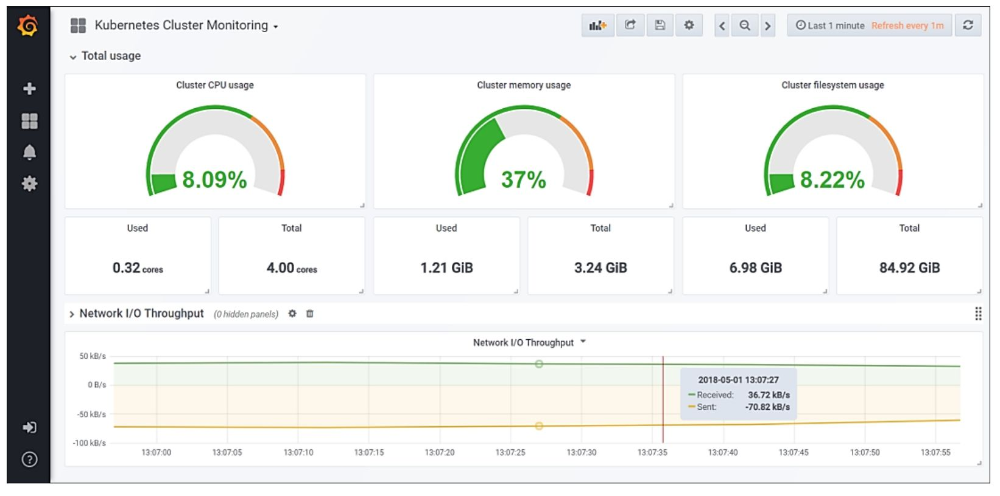 Kubernetes Cluster Monitoring
Last 1 minute Refresh every 1m
Total usage
Cluster CPU usage
8.09%
Cluster memory usage
37%
Cluster filesystem usage
8.22%
Used
0.32 cores
Total
4.00 cores
Used
1.21 GiB
Total
3.24 GiB
Used
6.98 GiB
Total
84.92 GiB
Network I/O Throughput (0 hidden panels)
Network I/O Throughput
50 kB/s
0 B/s
-50 kB/s
-100 kB/s
2018-05-01 13:07:27
Received: 36.72 kB/s
Sent: -70.82 kB/s
13:07:00 13:07:05 13:07:10 13:07:15 13:07:20 13:07:25 13:07:30 13:07:35 13:07:40 13:07:45 13:07:50 13:07:55